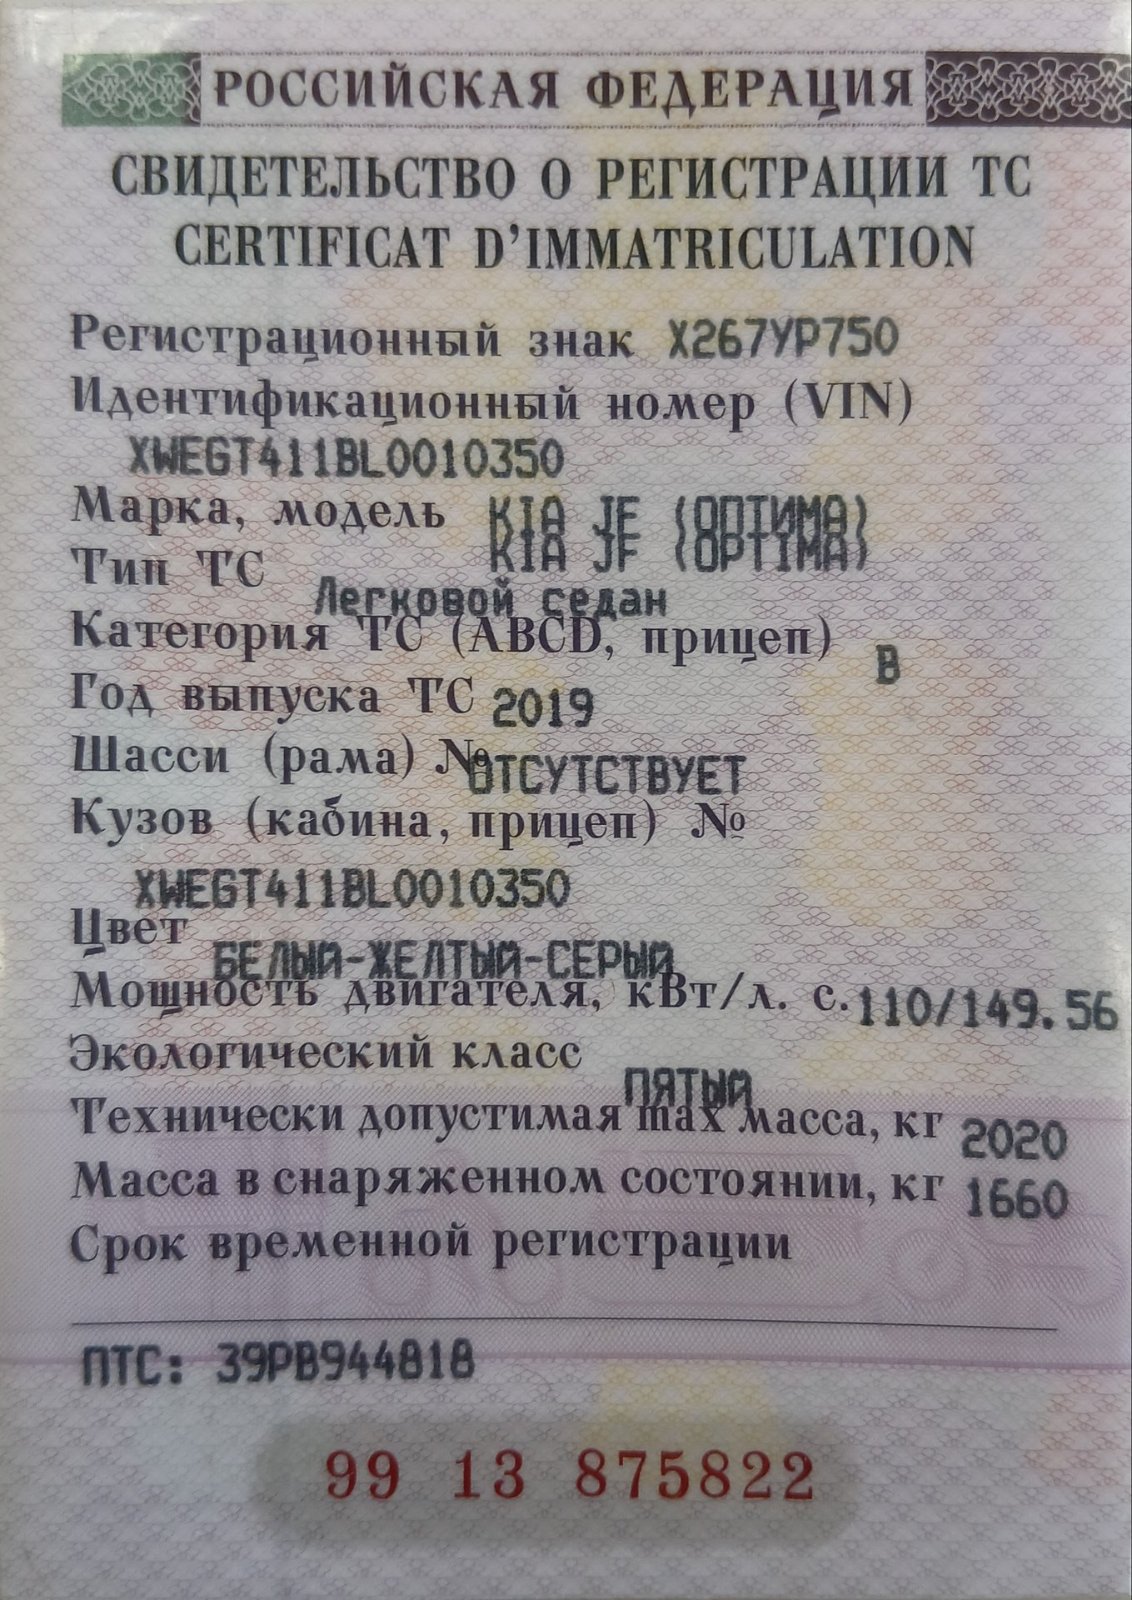 РОССИЙСКАЯ ФЕДЕРАЦИЯ
СВИДЕТЕЛЬСТВО О РЕГИСТРАЦИИ ТС
CERTIFICAT D’IMMATRICULATION
Регистрационный знак Х267УР750
Идентификационный номер (VIN)
XWEGT411BL0010350
Марка, модель КІА JF (ОПТИМА)
KIA JF (OPTIMA)
Тип ТС Легковой седан
Категория ТС (ABCD, прицеп) В
Год выпуска ТС 2019
Шасси (рама) № ОТСУТСТВУЕТ
Кузов (кабина, прицеп) №
XWEGT411BL0010350
Цвет БЕЛЫЙ-ЖЕЛТЫЙ-СЕРЫЙ
Мощность двигателя, кВт/л. с. 110/149.56
Экологический класс ПЯТЫЙ
Технически допустимая max масса, кг 2020
Масса в снаряженном состоянии, кг 1660
Срок временной регистрации
ПТС: 39РВ944818
99 13 875822